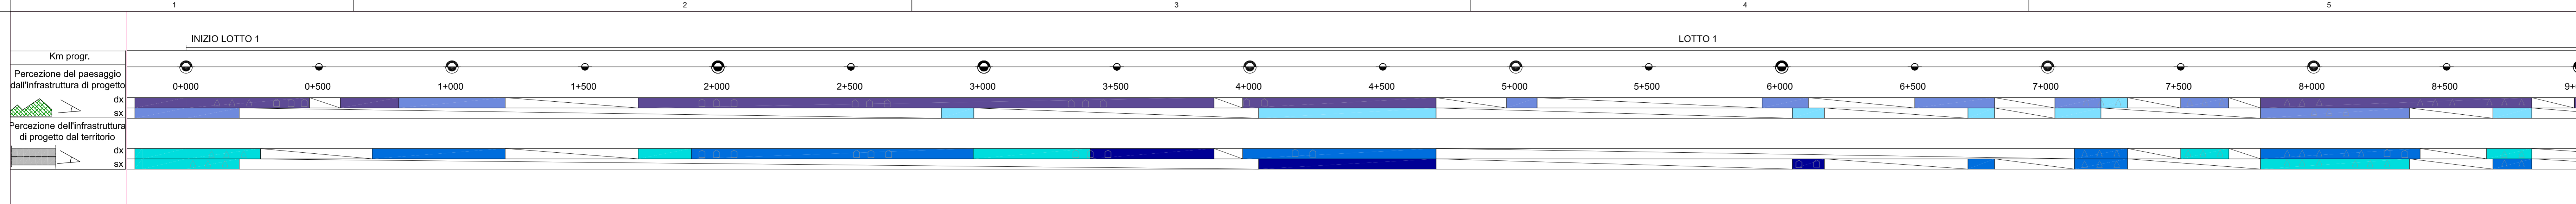 1 2 3 4 5
INIZIO LOTTO 1 LOTTO 1
Km progr.
Percezione del paesaggio
dall'infrastruttura di progetto
0+000 0+500 1+000 1+500 2+000 2+500 3+000 3+500 4+000 4+500 5+000 5+500 6+000 6+500 7+000 7+500 8+000 8+500
dx
sx
Percezione dell'infrastruttura
di progetto dal territorio
dx
sx